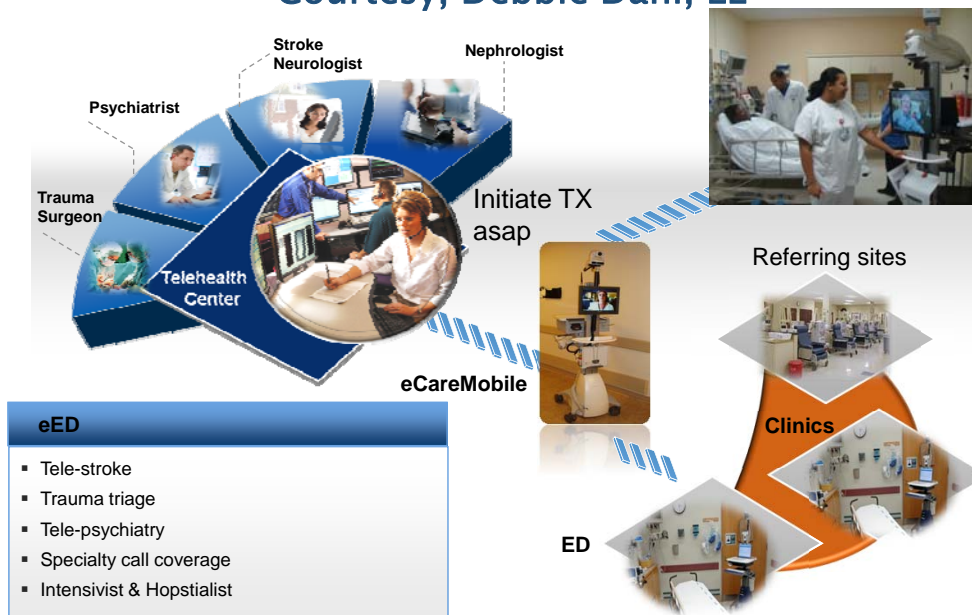 Stroke
Neurologist
Nephrologist
Psychiatrist
Trauma
Surgeon
Telehealth
Center
Initiate TX
asap
Referring sites
eCareMobile
Clinics
ED
eED
▪ Tele-stroke
▪ Trauma triage
▪ Tele-psychiatry
▪ Specialty call coverage
▪ Intensivist & Hopstialist